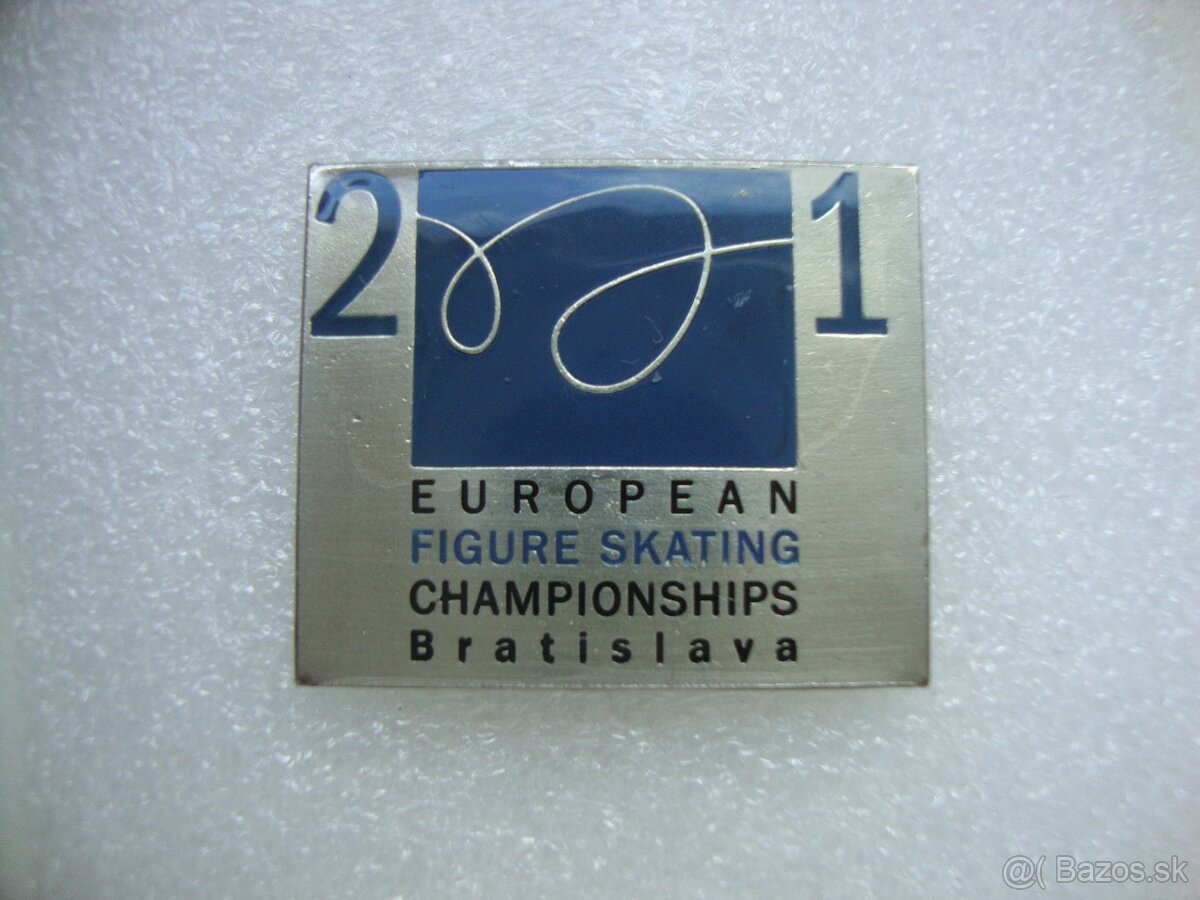 2 1
EUROPEAN
FIGURE SKATING
CHAMPIONSHIPS
Bratislava
@( Bazos.sk